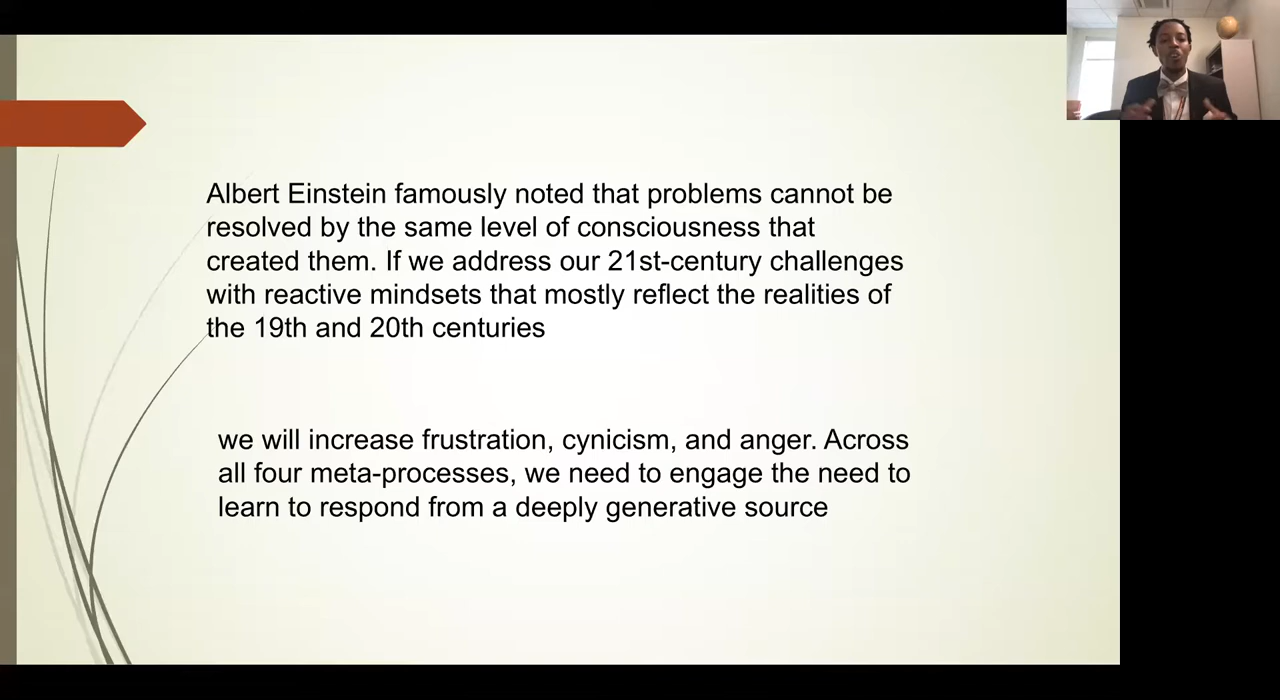 Albert Einstein famously noted that problems cannot be
resolved by the same level of consciousness that
created them. If we address our 21st-century challenges
with reactive mindsets that mostly reflect the realities of
the 19th and 20th centuries
we will increase frustration, cynicism, and anger. Across
all four meta-processes, we need to engage the need to
learn to respond from a deeply generative source